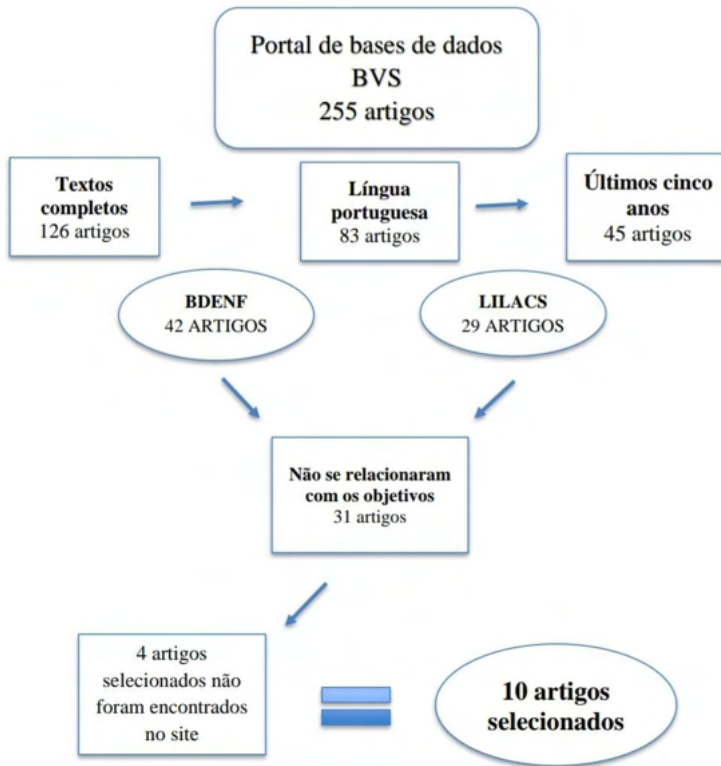 Portal de bases de dados
BVS
255 artigos
Textos
completos
126 artigos
Língua
portuguesa
83 artigos
Últimos cinco
anos
45 artigos
BDENF
42 ARTIGOS
LILACS
29 ARTIGOS
Não se relacionaram
com os objetivos
31 artigos
4 artigos
selecionados não
foram encontrados
no site
10 artigos
selecionados